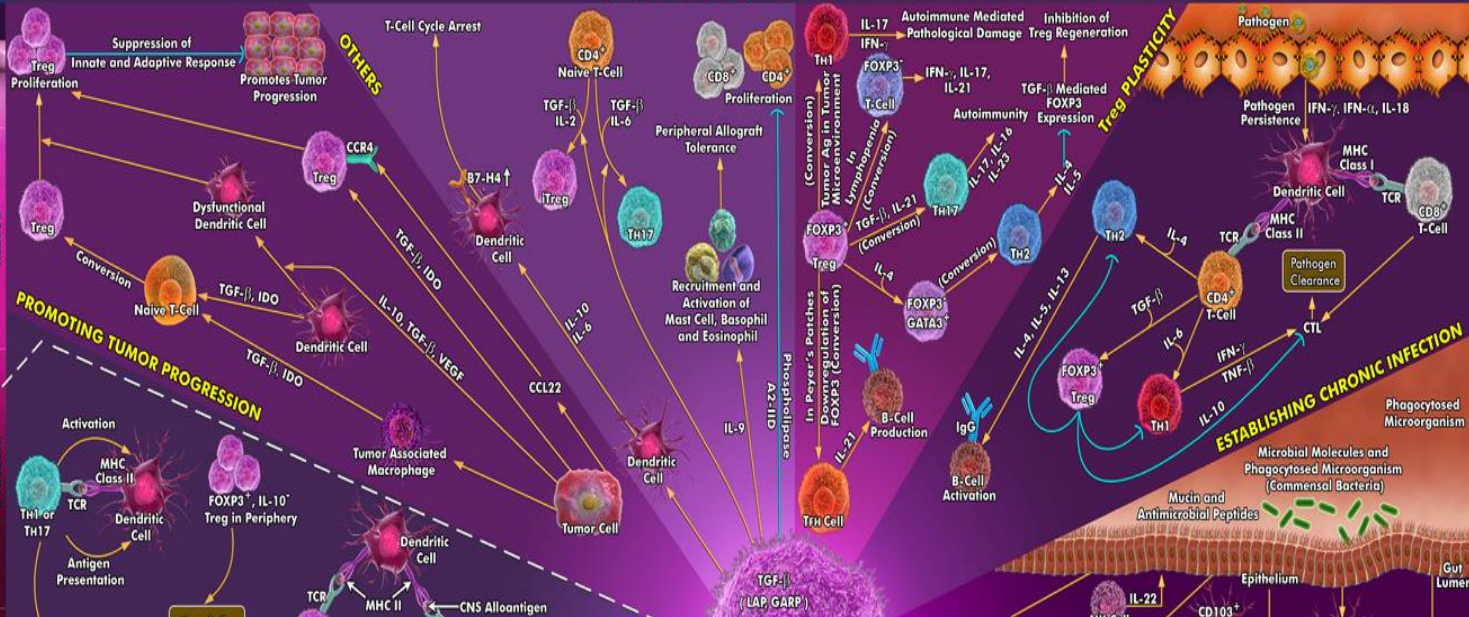 Treg
Proliferation
Suppression of
Innate and Adaptive Response
Promotes Tumor
Progression
OTHERS
CCR4
Treg
Dysfunctional
Dendritic Cell
Treg
Conversion
Naive T-Cell
TGF-β, IDO
Dendritic Cell
TGF-β, IDO
IL-10, TGF-β, VEGF
TGF-β, IDO
CCL22
Tumor Associated
Macrophage
Tumor Cell
PROMOTING TUMOR PROGRESSION
Activation
MHC
Class II
TCR
TH1 or
TH17
Dendritic
Cell
Antigen
Presentation
FOXP3+, IL-10-
Treg in Periphery
Dendritic
Cell
TCR
MHC II
CNS Alloantigen
T-Cell Cycle Arrest
B7-H4↑
Dendritic
Cell
IL-10
IL-6
Dendritic
Cell
CD4+
Naive T-Cell
TGF-β
IL-2
TGF-β
IL-6
iTreg
TH17
CD8+
CD4+
Proliferation
Peripheral Allograft
Tolerance
Recruitment and
Activation of
Mast Cell, Basophil
and Eosinophil
IL-9
Phospholipase
A2-IID
TGF-β
( LAP, GARP )
TH1
IL-17
IFN-γ
Autoimmune Mediated
Pathological Damage
Inhibition of
Treg Regeneration
FOXP3-
T-Cell
IFN-γ, IL-17,
IL-21
TGF-β Mediated
FOXP3
Expression
Treg PLASTICITY
(Conversion)
Tumor Ag in Tumor
Microenvironment
In
Lymphopenia
(Conversion)
Autoimmunity
IL-17, IL-16
IL-23
TH17
TGF-β, IL-21
(Conversion)
FOXP3+
Treg
IL-4
IL-4
IL-5
TH2
(Conversion)
FOXP3-
GATA3+
In Peyer's Patches
Downregulation of
FOXP3 (Conversion)
B-Cell
Production
IL-21
TFH Cell
Pathogen
Pathogen
Persistence
IFN-γ, IFN-α, IL-18
MHC
Class I
Dendritic Cell
TCR
CD8+
T-Cell
MHC
Class II
TCR
TH2
IL-4
CD4+
T-Cell
Pathogen
Clearance
CTL
TGF-β
IL-6
IFN-γ
TNF-β
IL-4, IL-5, IL-13
FOXP3+
Treg
TH1
IL-10
IgG
B-Cell
Activation
ESTABLISHING CHRONIC INFECTION
Phagocytosed
Microorganism
Microbial Molecules and
Phagocytosed Microorganism
(Commensal Bacteria)
Mucin and
Antimicrobial Peptides
Epithelium
Gut
Lumen
IL-22
CD103+